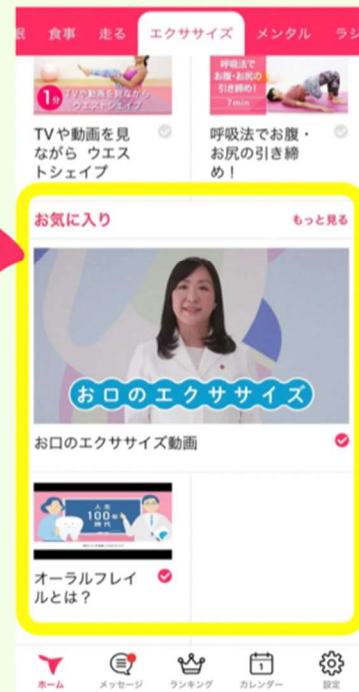 眠 食事 走る エクササイズ メンタル ラジ
1分
TVや動画を見ながら
ウエストシェイプ
呼吸法で
お腹・お尻の
引き締め!
7min
TVや動画を見
ながら ウエス
トシェイプ
呼吸法でお腹・
お尻の引き締
め!
お気に入り もっと見る
お口のエクササイズ
お口のエクササイズ動画
人生
100年
時代
オーラルフレイ
ルとは?
ホーム メッセージ ランキング カレンダー 設定
1